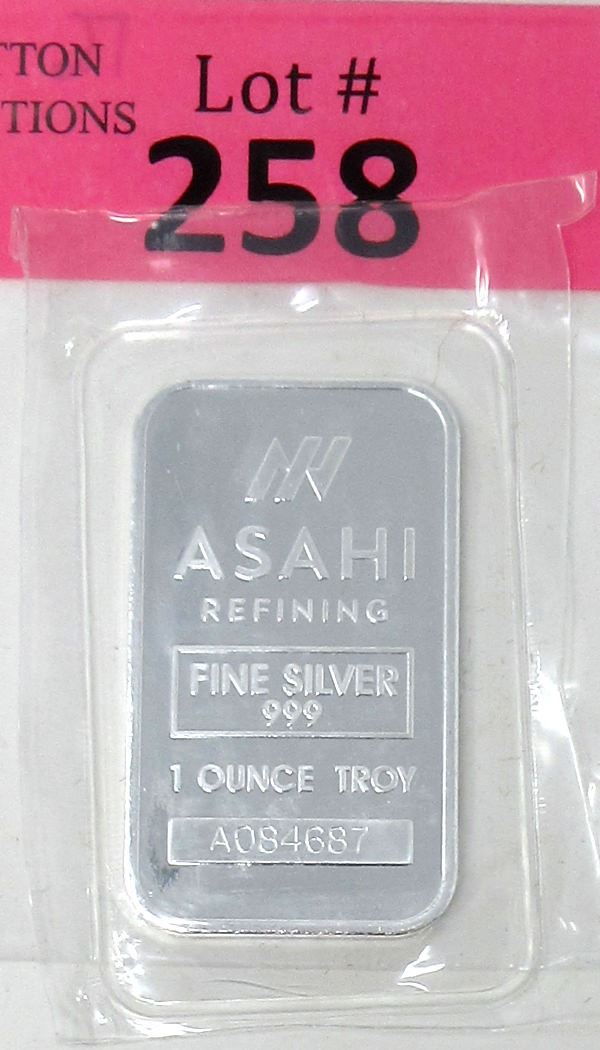 TTON
TIONS
Lot #
258
ASAHI
REFINING
FINE SILVER
999
1 OUNCE TROY
A084687